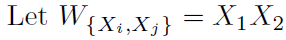 Let $W_{\{X_i, X_j\}} = X_1 X_2$